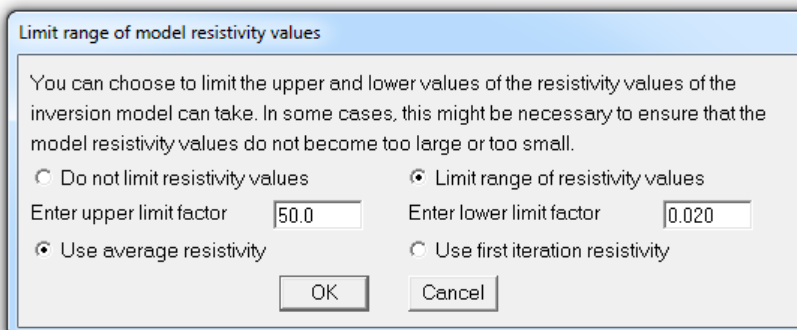 Limit range of model resistivity values
You can choose to limit the upper and lower values of the resistivity values of the
inversion model can take. In some cases, this might be necessary to ensure that the
model resistivity values do not become too large or too small.
Do not limit resistivity values Limit range of resistivity values
Enter upper limit factor 50.0 Enter lower limit factor 0.020
Use average resistivity Use first iteration resistivity
OK Cancel